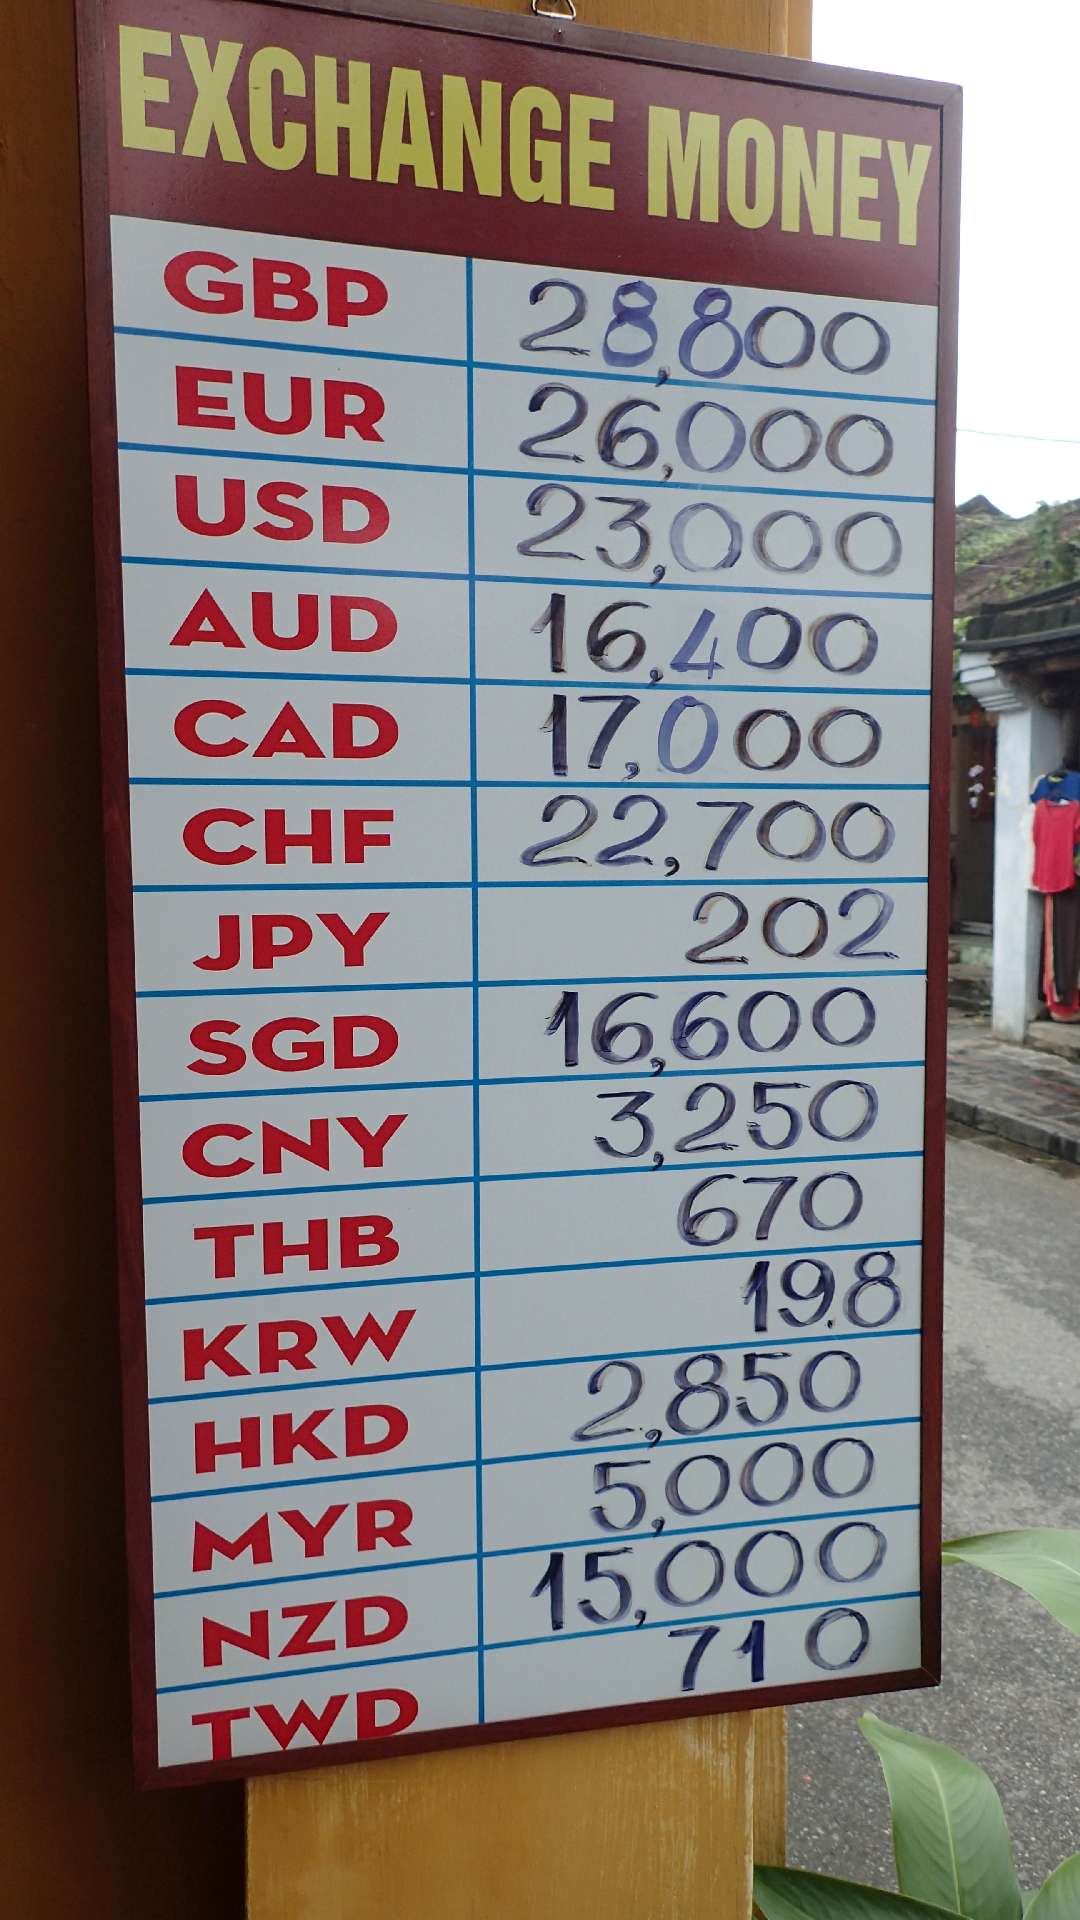 EXCHANGE MONEY
GBP 28,800
EUR 26,000
USD 23,000
AUD 16,400
CAD 17,000
CHF 22,700
JPY 202
SGD 16,600
CNY 3,250
THB 670
KRW 19.8
HKD 2,850
MYR 5,000
NZD 15,000
TWD 710